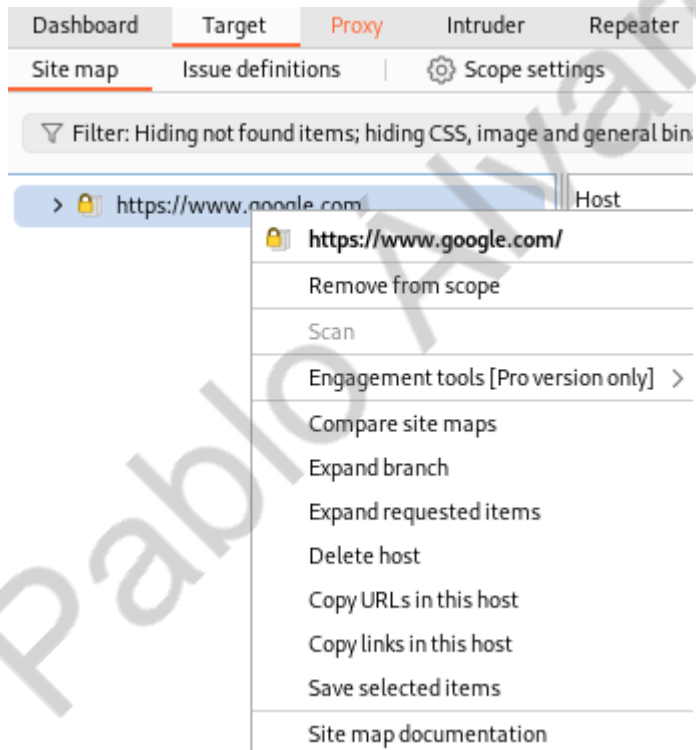 Dashboard Target Proxy Intruder Repeater
Site map Issue definitions Scope settings
Filter: Hiding not found items; hiding CSS, image and general bin
https://www.google.com Host
https://www.google.com/
Remove from scope
Scan
Engagement tools [Pro version only]
Compare site maps
Expand branch
Expand requested items
Delete host
Copy URLs in this host
Copy links in this host
Save selected items
Site map documentation
Pablo Álvar